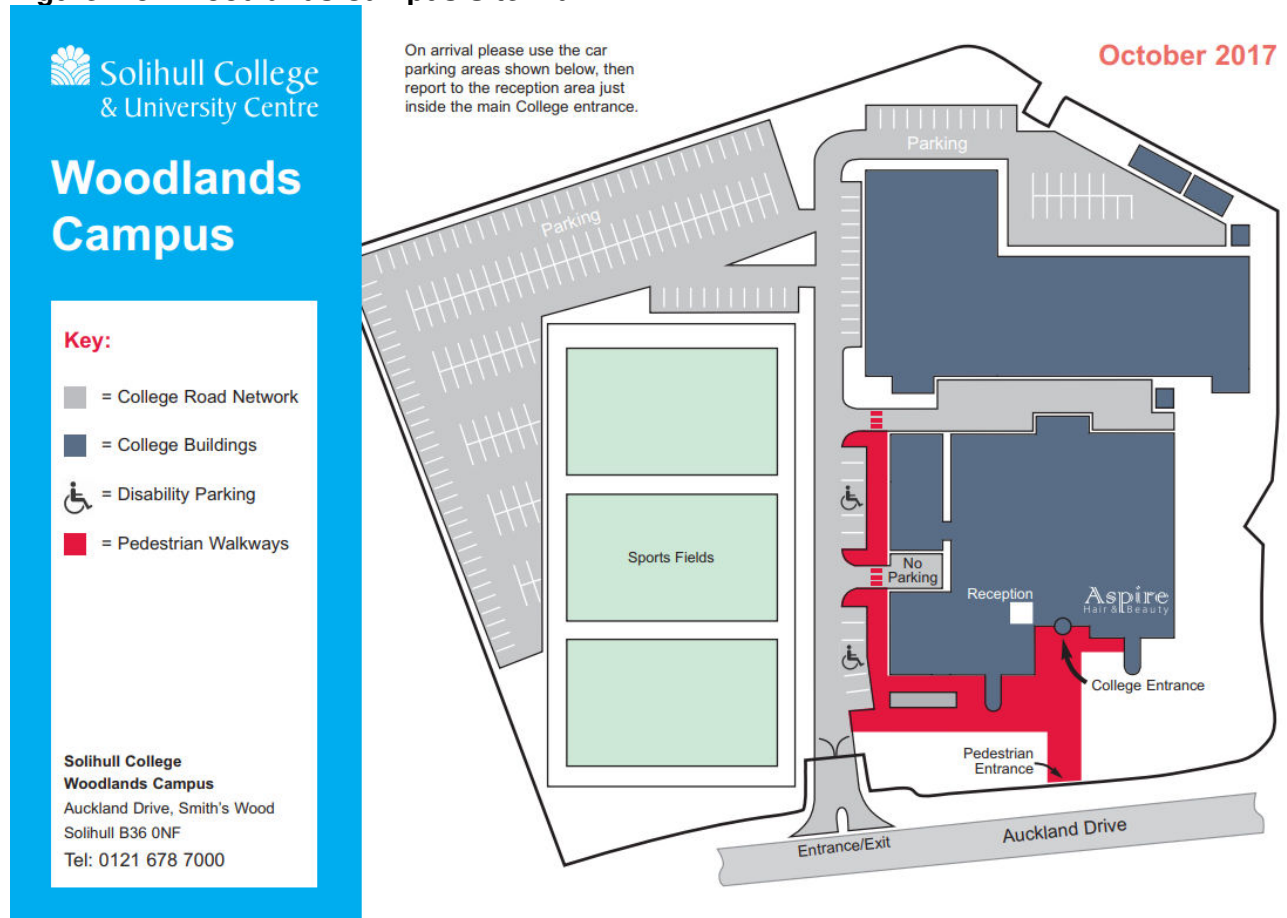 Solihull College
& University Centre
Woodlands
Campus
Key:
= College Road Network
= College Buildings
= Disability Parking
= Pedestrian Walkways
Solihull College
Woodlands Campus
Auckland Drive, Smith's Wood
Solihull B36 0NF
Tel: 0121 678 7000
On arrival please use the car
parking areas shown below, then
report to the reception area just
inside the main College entrance.
October 2017
Parking
Parking
Sports Fields
No
Parking
Reception
Aspire
Hair & Beauty
College Entrance
Pedestrian
Entrance
Entrance/Exit
Auckland Drive